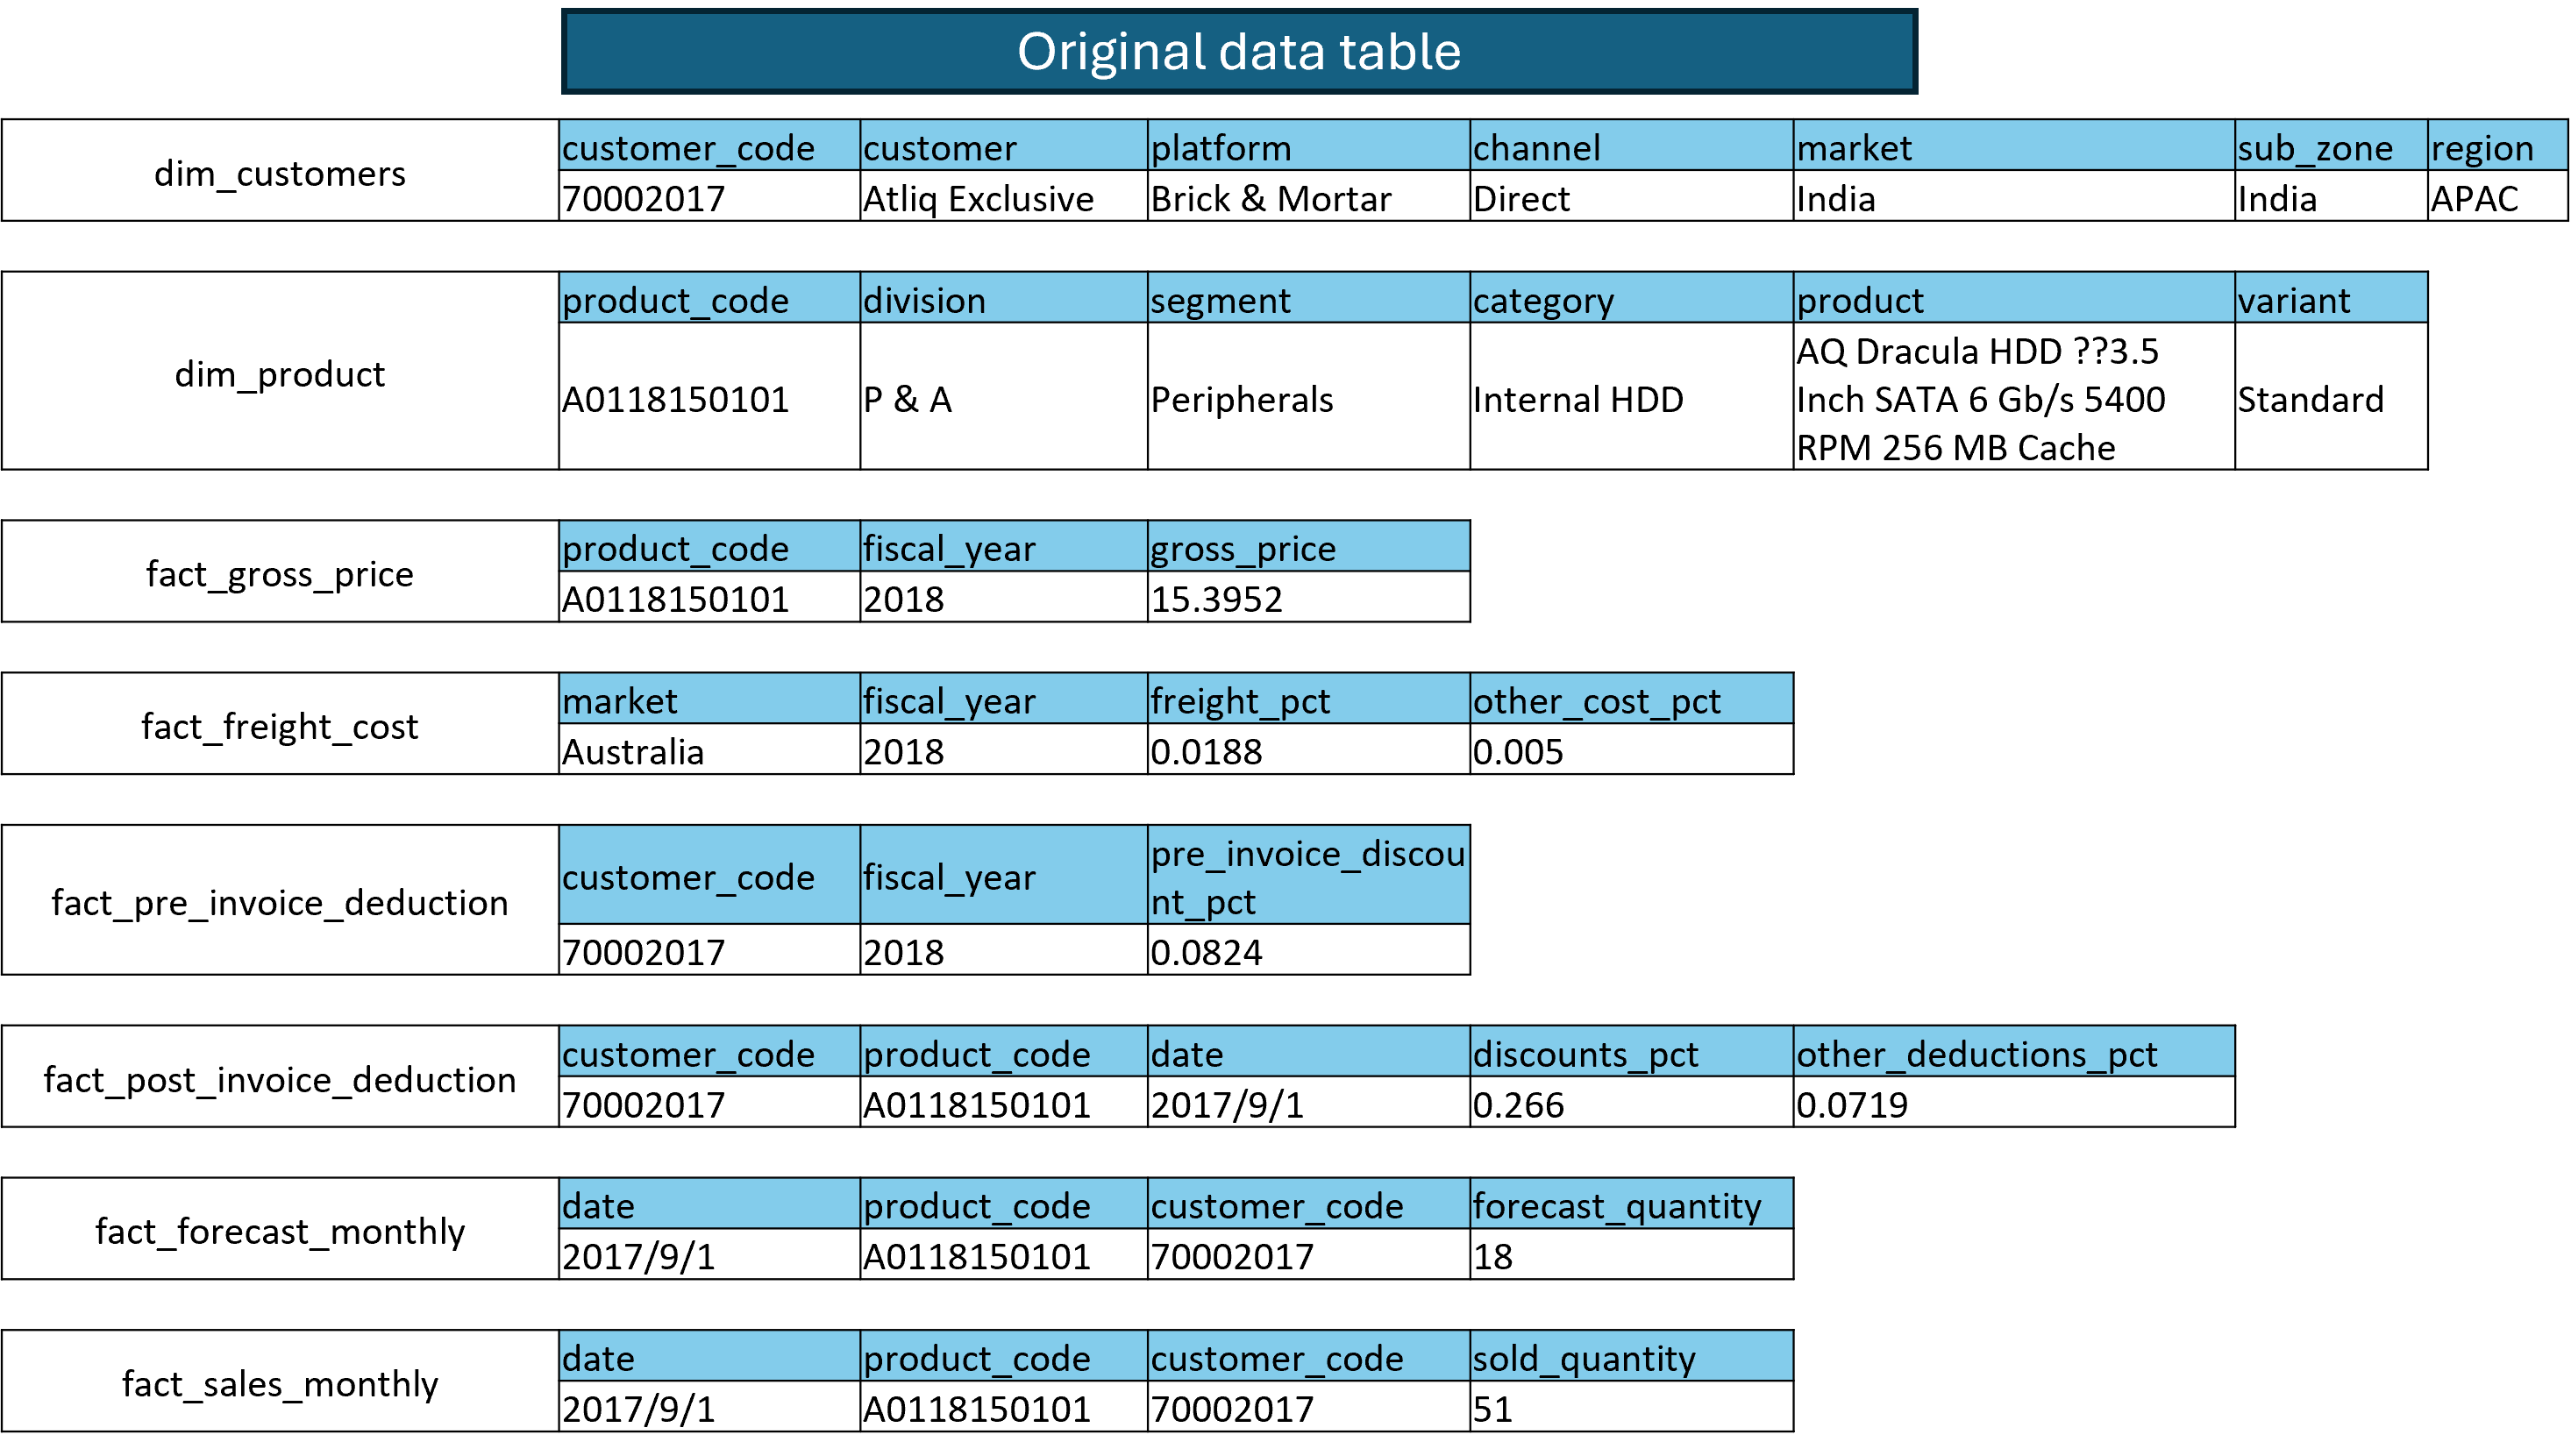 Original data table
dim_customers
customer_code customer platform channel market sub_zone region
70002017 Atliq Exclusive Brick & Mortar Direct India India APAC
dim_product
product_code division segment category product variant
A0118150101 P & A Peripherals Internal HDD AQ Dracula HDD ??3.5
Inch SATA 6 Gb/s 5400
RPM 256 MB Cache
Standard
fact_gross_price
product_code fiscal_year gross_price
A0118150101 2018 15.3952
fact_freight_cost
market fiscal_year freight_pct other_cost_pct
Australia 2018 0.0188 0.005
fact_pre_invoice_deduction
customer_code fiscal_year pre_invoice_discou
nt_pct
70002017 2018 0.0824
fact_post_invoice_deduction
customer_code product_code date discounts_pct other_deductions_pct
70002017 A0118150101 2017/9/1 0.266 0.0719
fact_forecast_monthly
date product_code customer_code forecast_quantity
2017/9/1 A0118150101 70002017 18
fact_sales_monthly
date product_code customer_code sold_quantity
2017/9/1 A0118150101 70002017 51